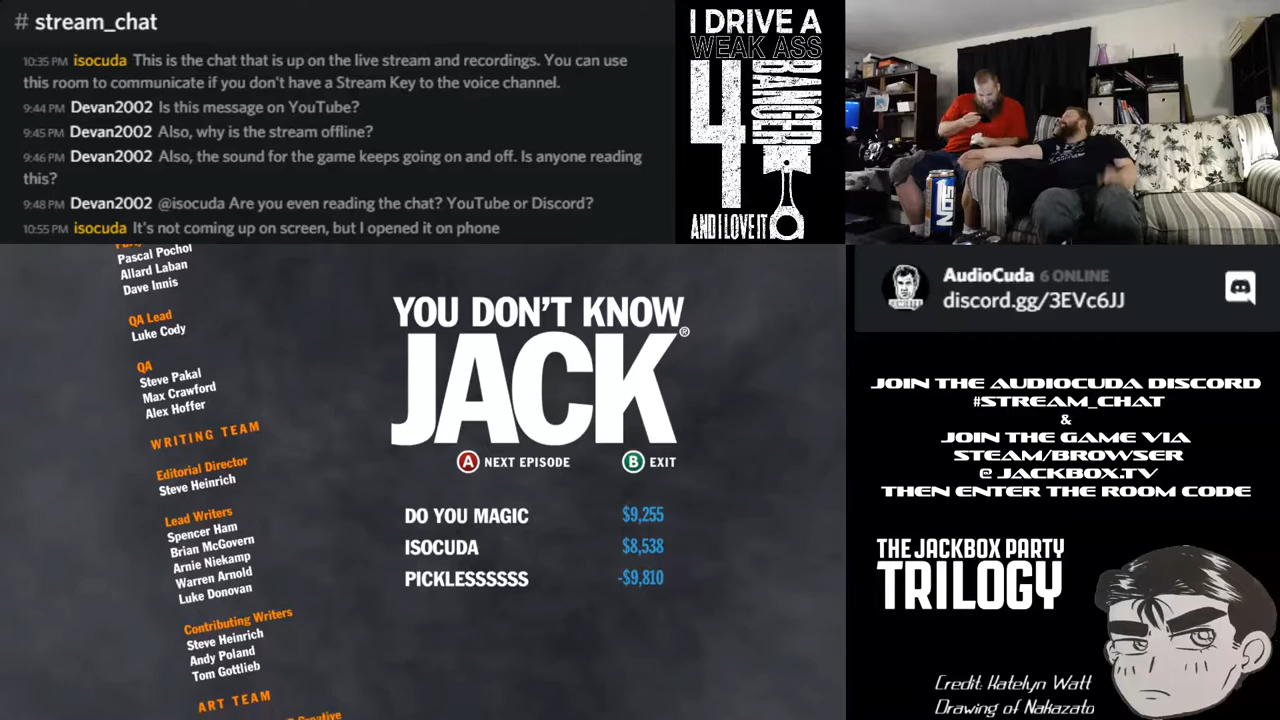 # stream_chat
10:35 PM isocuda This is the chat that is up on the live stream and recordings. You can use
this room to communicate if you don't have a Stream Key to the voice channel.
9:44 PM Devan2002 Is this message on YouTube?
9:45 PM Devan2002 Also, why is the stream offline?
9:46 PM Devan2002 Also, the sound for the game keeps going on and off. Is anyone reading
this?
9:48 PM Devan2002 @isocuda Are you even reading the chat? YouTube or Discord?
10:55 PM isocuda It's not coming up on screen, but I opened it on phone
I DRIVE A
WEAK ASS
4
BANGER
AND I LOVE IT
NOS
Pascal Pochol
Allard Laban
Dave Innis
QA Lead
Luke Cody
QA
Steve Pakal
Max Crawford
Alex Hoffer
WRITING TEAM
Editorial Director
Steve Heinrich
Lead Writers
Spencer Ham
Brian McGovern
Arnie Niekamp
Warren Arnold
Luke Donovan
Contributing Writers
Steve Heinrich
Andy Poland
Tom Gottlieb
ART TEAM
Creative
YOU DON'T KNOW
JACK®
A NEXT EPISODE B EXIT
DO YOU MAGIC $9,255
ISOCUDA $8,538
PICKLESSSSSS -$9,810
AudioCuda 6 ONLINE
discord.gg/3EVc6JJ
JOIN THE AUDIOCUDA DISCORD
#STREAM_CHAT
&
JOIN THE GAME VIA
STEAM/BROWSER
@ JACKBOX.TV
THEN ENTER THE ROOM CODE
THE JACKBOX PARTY
TRILOGY
Credit: Katelyn Watt
Drawing of Nakazato